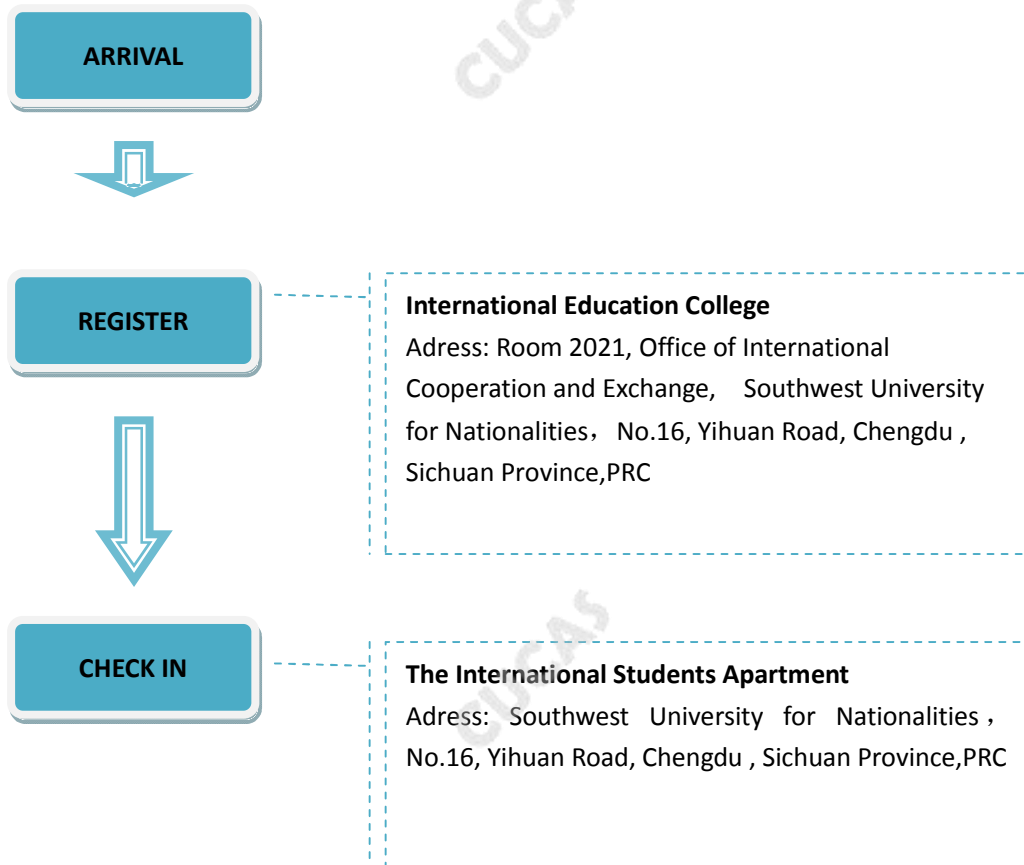 CUCAS
ARRIVAL
REGISTER
International Education College
Adress: Room 2021, Office of International
Cooperation and Exchange, Southwest University
for Nationalities，No.16, Yihuan Road, Chengdu ,
Sichuan Province,PRC
CUCAS
CHECK IN
The International Students Apartment
Adress: Southwest University for Nationalities，
No.16, Yihuan Road, Chengdu , Sichuan Province,PRC